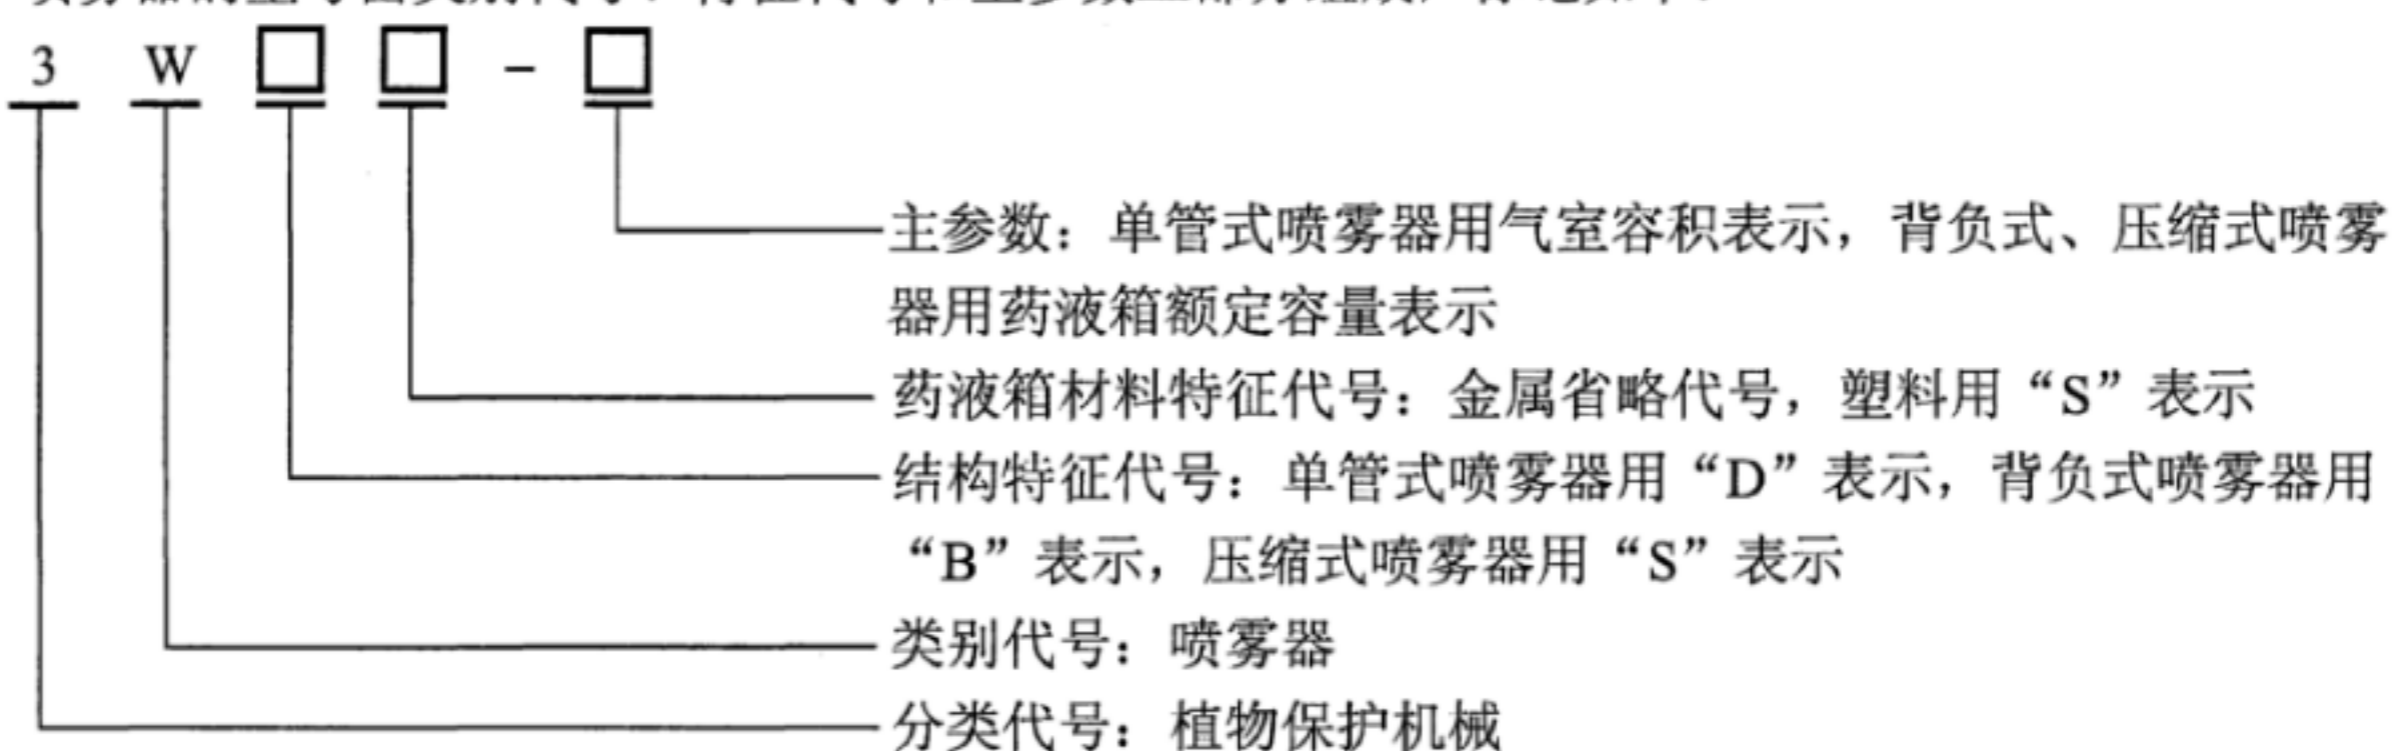 3 W □ □ - □
主参数：单管式喷雾器用气室容积表示，背负式、压缩式喷雾
器用药液箱额定容量表示
药液箱材料特征代号：金属省略代号，塑料用“S”表示
结构特征代号：单管式喷雾器用“D”表示，背负式喷雾器用
“B”表示，压缩式喷雾器用“S”表示
类别代号：喷雾器
分类代号：植物保护机械